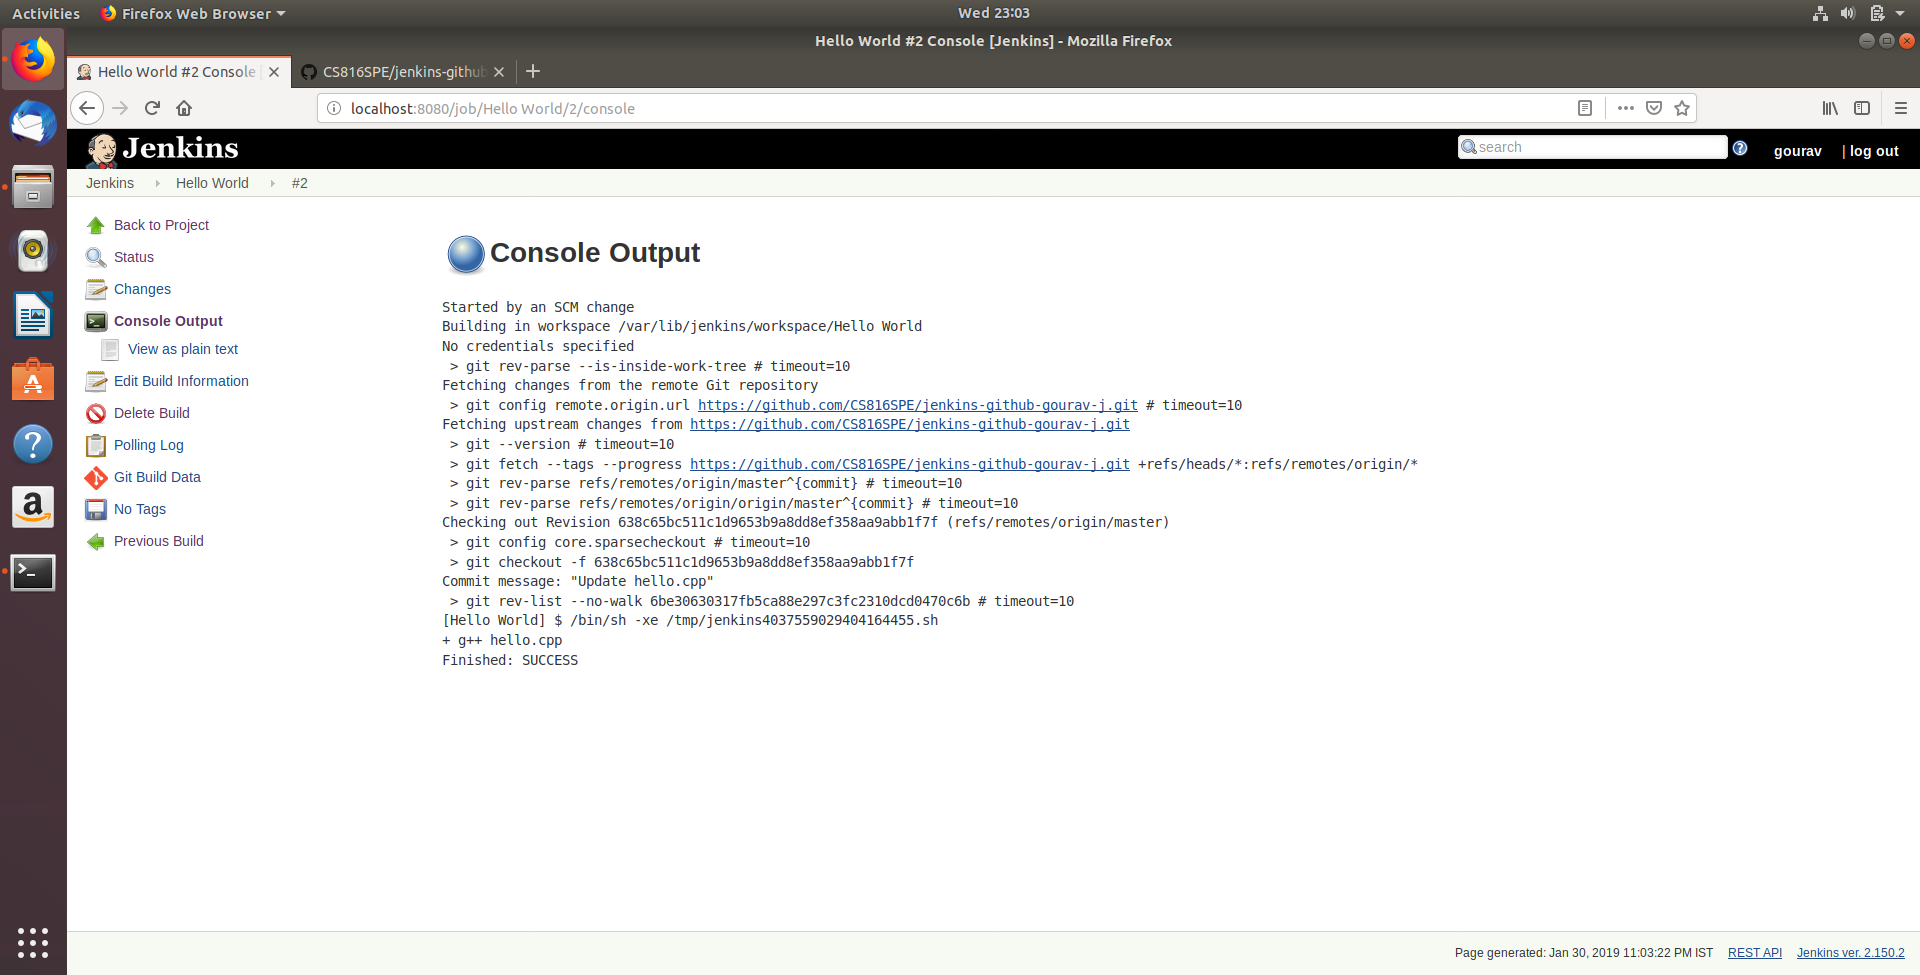 Activities
Firefox Web Browser
Wed 23:03
Hello World #2 Console [Jenkins] - Mozilla Firefox
Hello World #2 Console
CS816SPE/jenkins-github
localhost:8080/job/Hello World/2/console
Jenkins
search
gourav
| log out
Jenkins
Hello World
#2
Back to Project
Status
Changes
Console Output
View as plain text
Edit Build Information
Delete Build
Polling Log
Git Build Data
No Tags
Previous Build
Console Output
Started by an SCM change
Building in workspace /var/lib/jenkins/workspace/Hello World
No credentials specified
 > git rev-parse --is-inside-work-tree # timeout=10
Fetching changes from the remote Git repository
 > git config remote.origin.url https://github.com/CS816SPE/jenkins-github-gourav-j.git # timeout=10
Fetching upstream changes from https://github.com/CS816SPE/jenkins-github-gourav-j.git
 > git --version # timeout=10
 > git fetch --tags --progress https://github.com/CS816SPE/jenkins-github-gourav-j.git +refs/heads/*:refs/remotes/origin/*
 > git rev-parse refs/remotes/origin/master^{commit} # timeout=10
 > git rev-parse refs/remotes/origin/origin/master^{commit} # timeout=10
Checking out Revision 638c65bc511c1d9653b9a8dd8ef358aa9abb1f7f (refs/remotes/origin/master)
 > git config core.sparsecheckout # timeout=10
 > git checkout -f 638c65bc511c1d9653b9a8dd8ef358aa9abb1f7f
Commit message: "Update hello.cpp"
 > git rev-list --no-walk 6be30630317fb5ca88e297c3fc2310dcd0470c6b # timeout=10
[Hello World] $ /bin/sh -xe /tmp/jenkins4037559029404164455.sh
+ g++ hello.cpp
Finished: SUCCESS
Page generated: Jan 30, 2019 11:03:22 PM IST
REST API
Jenkins ver. 2.150.2